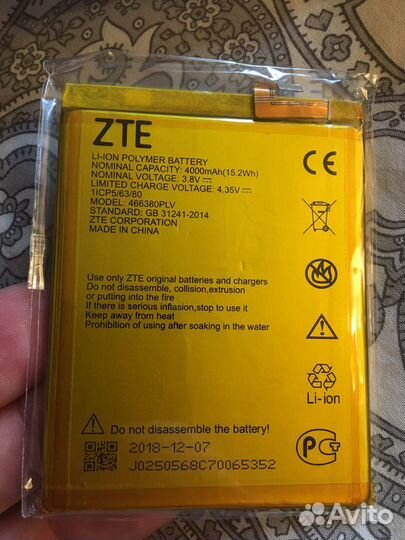 ZTE
LI-ION POLYMER BATTERY
NOMINAL CAPACITY: 4000mAh(15.2Wh)
NOMINAL VOLTAGE: 3.8V⎓
LIMITED CHARGE VOLTAGE: 4.35V⎓
1ICP5/63/80
MODEL: 466380PLV
STANDARD: GB 31241-2014
ZTE CORPORATION
MADE IN CHINA
CE
Use only ZTE original batteries and chargers
Do not disassemble, collision,extrusion
or putting into the fire
If there is serious inflassion,stop to use it
Keep away from heat
Prohibition of using after soaking in the water
Li-ion
Do not disassemble the battery!
2018-12-07
J0250568C70065352
РСТ
Avito